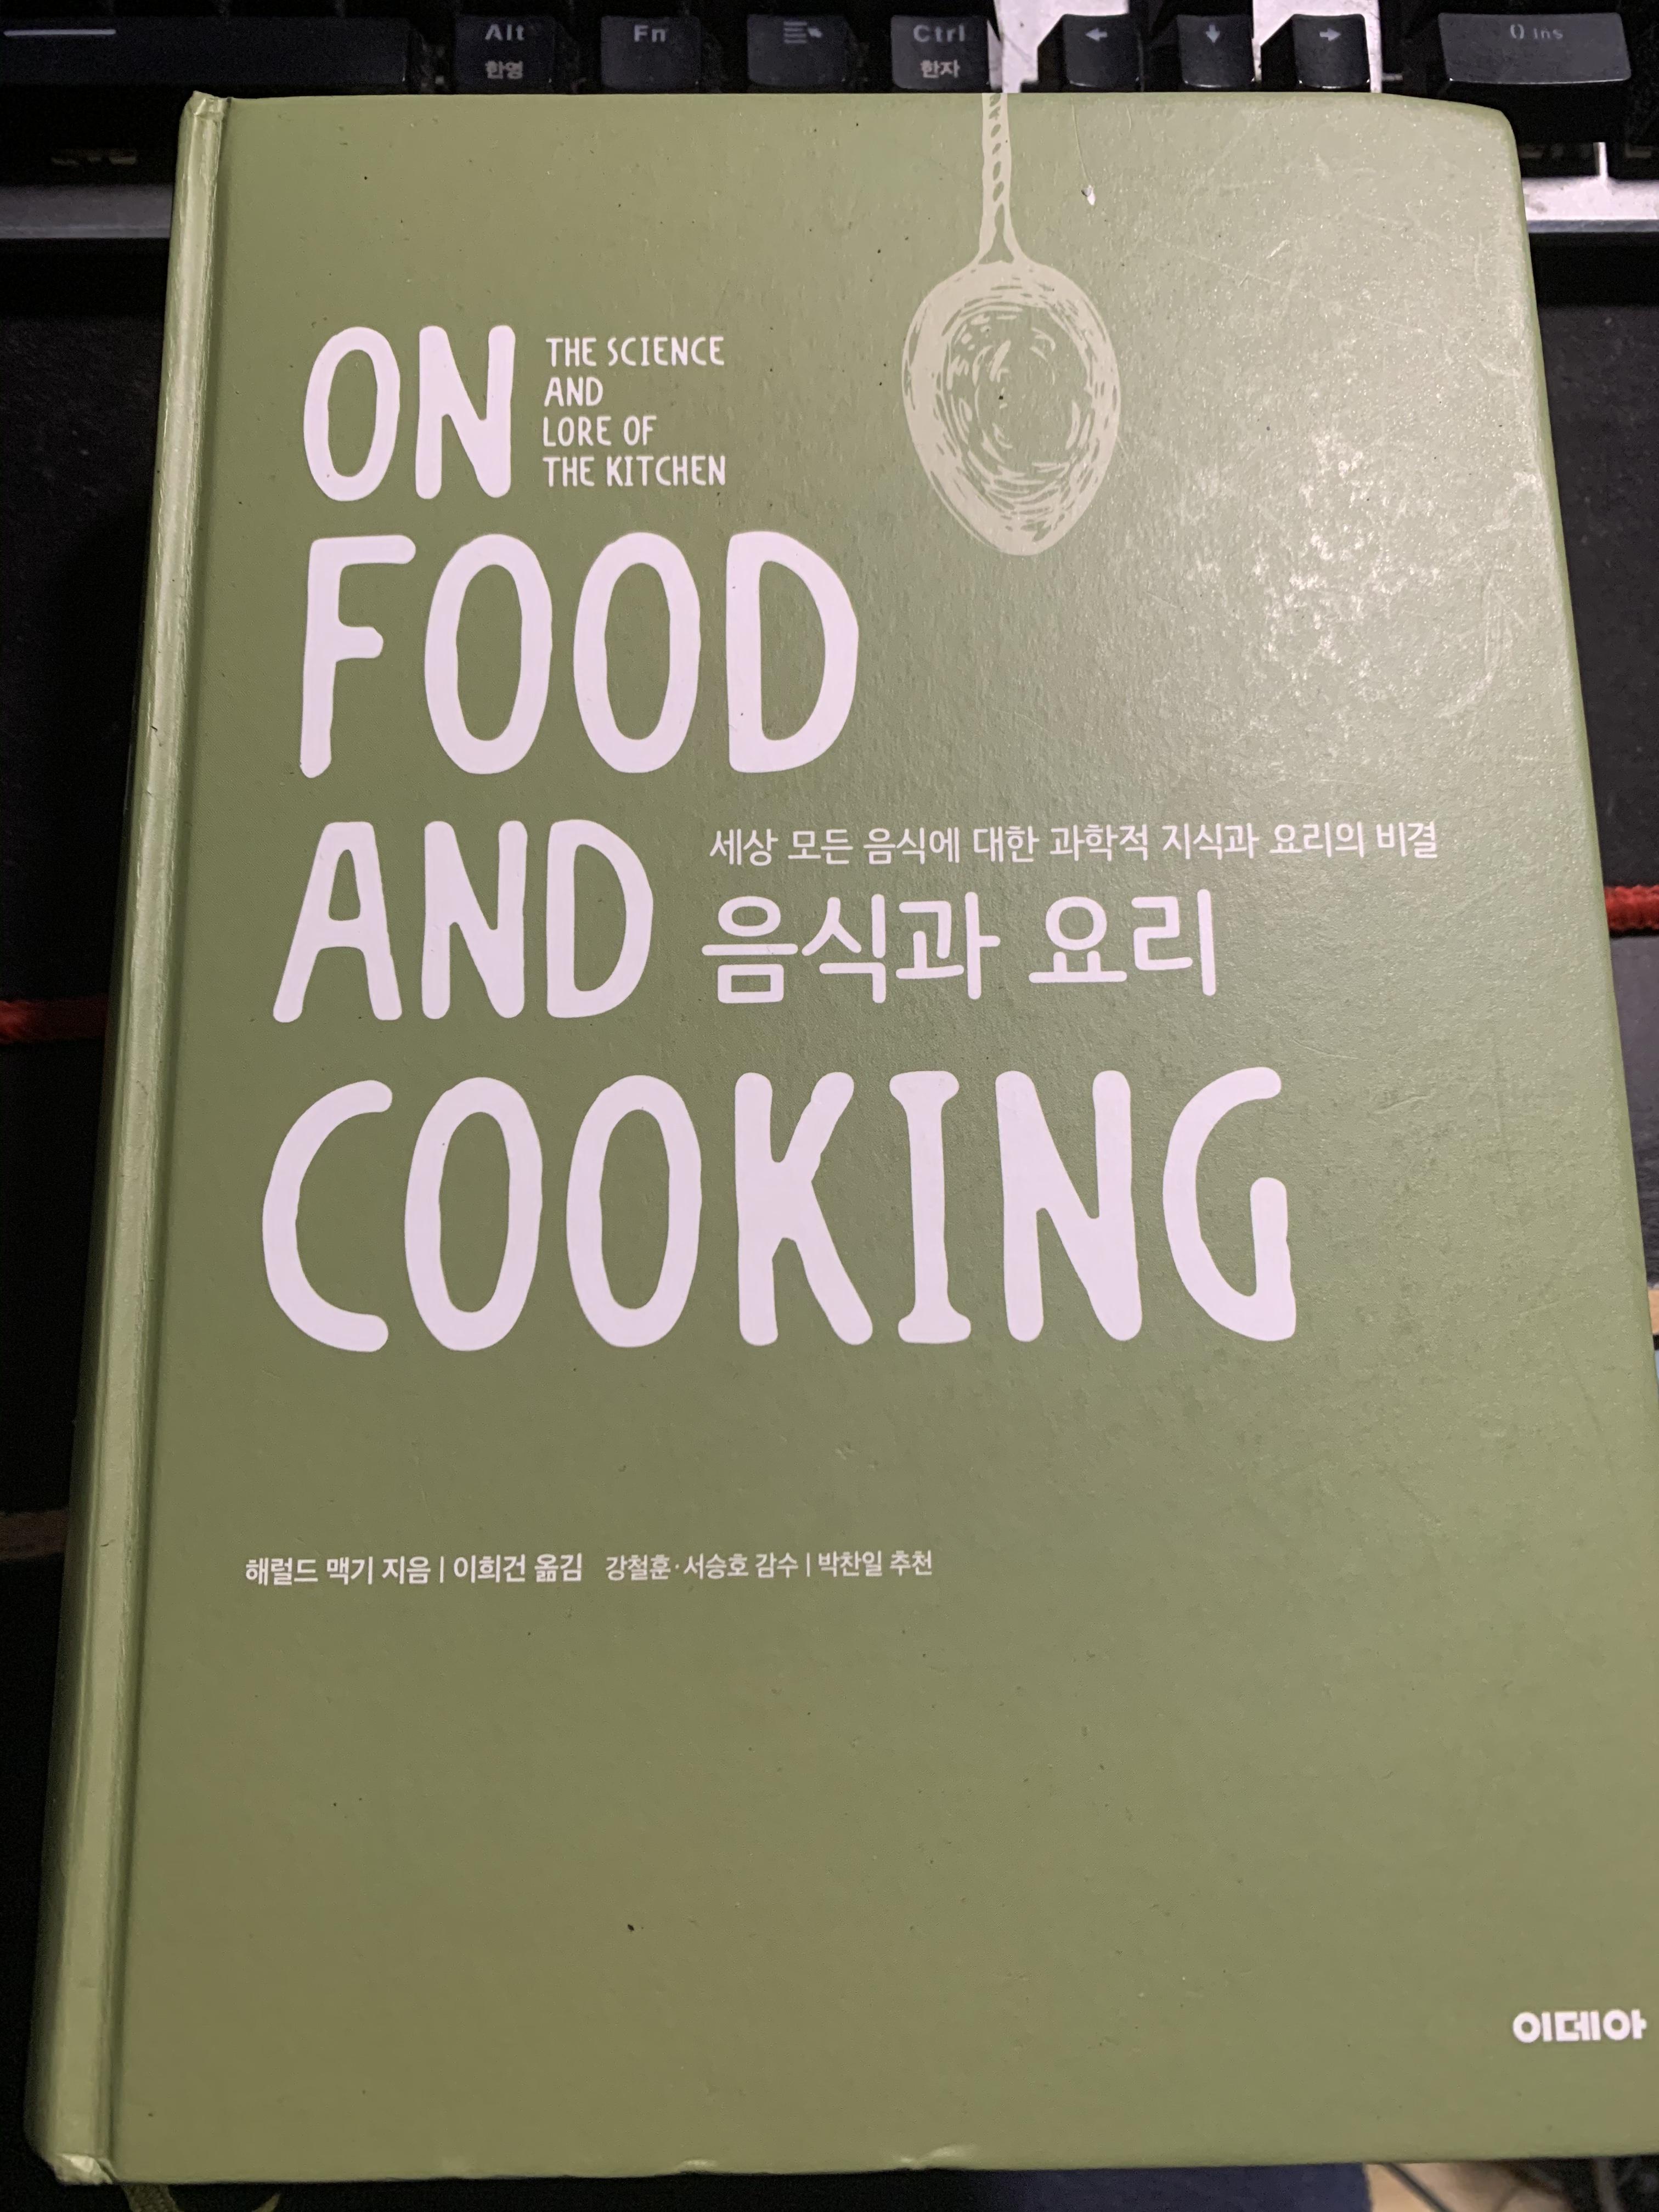 Alt
한영
Fn
Ctrl
한자
0 Ins
ON
THE SCIENCE
AND
LORE OF
THE KITCHEN
FOOD
AND
세상 모든 음식에 대한 과학적 지식과 요리의 비결
음식과 요리
COOKING
해럴드 맥기 지음 | 이희건 옮김 강철훈·서승호 감수 | 박찬일 추천
이데아